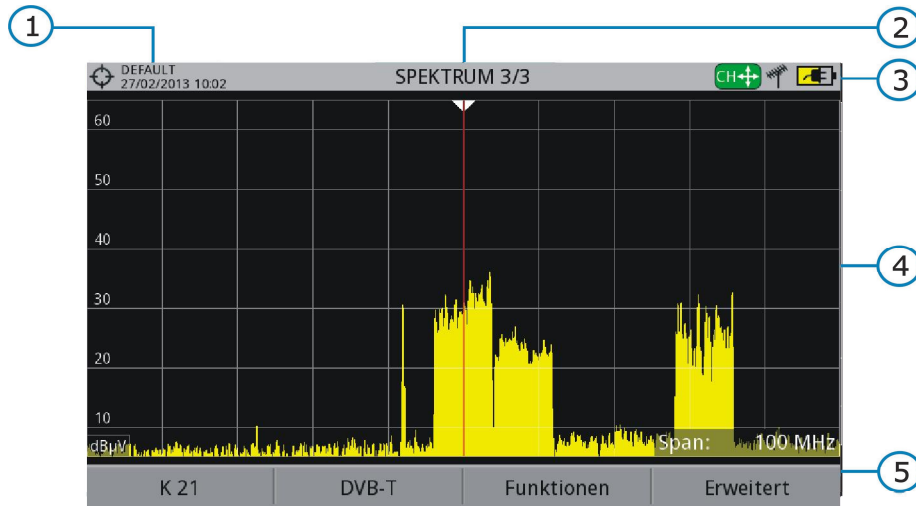 1
2
DEFAULT
27/02/2013 10:02
SPEKTRUM 3/3
CH
3
60
50
40
4
30
20
10
dBµV
Span: 100 MHz
5
K 21
DVB-T
Funktionen
Erweitert